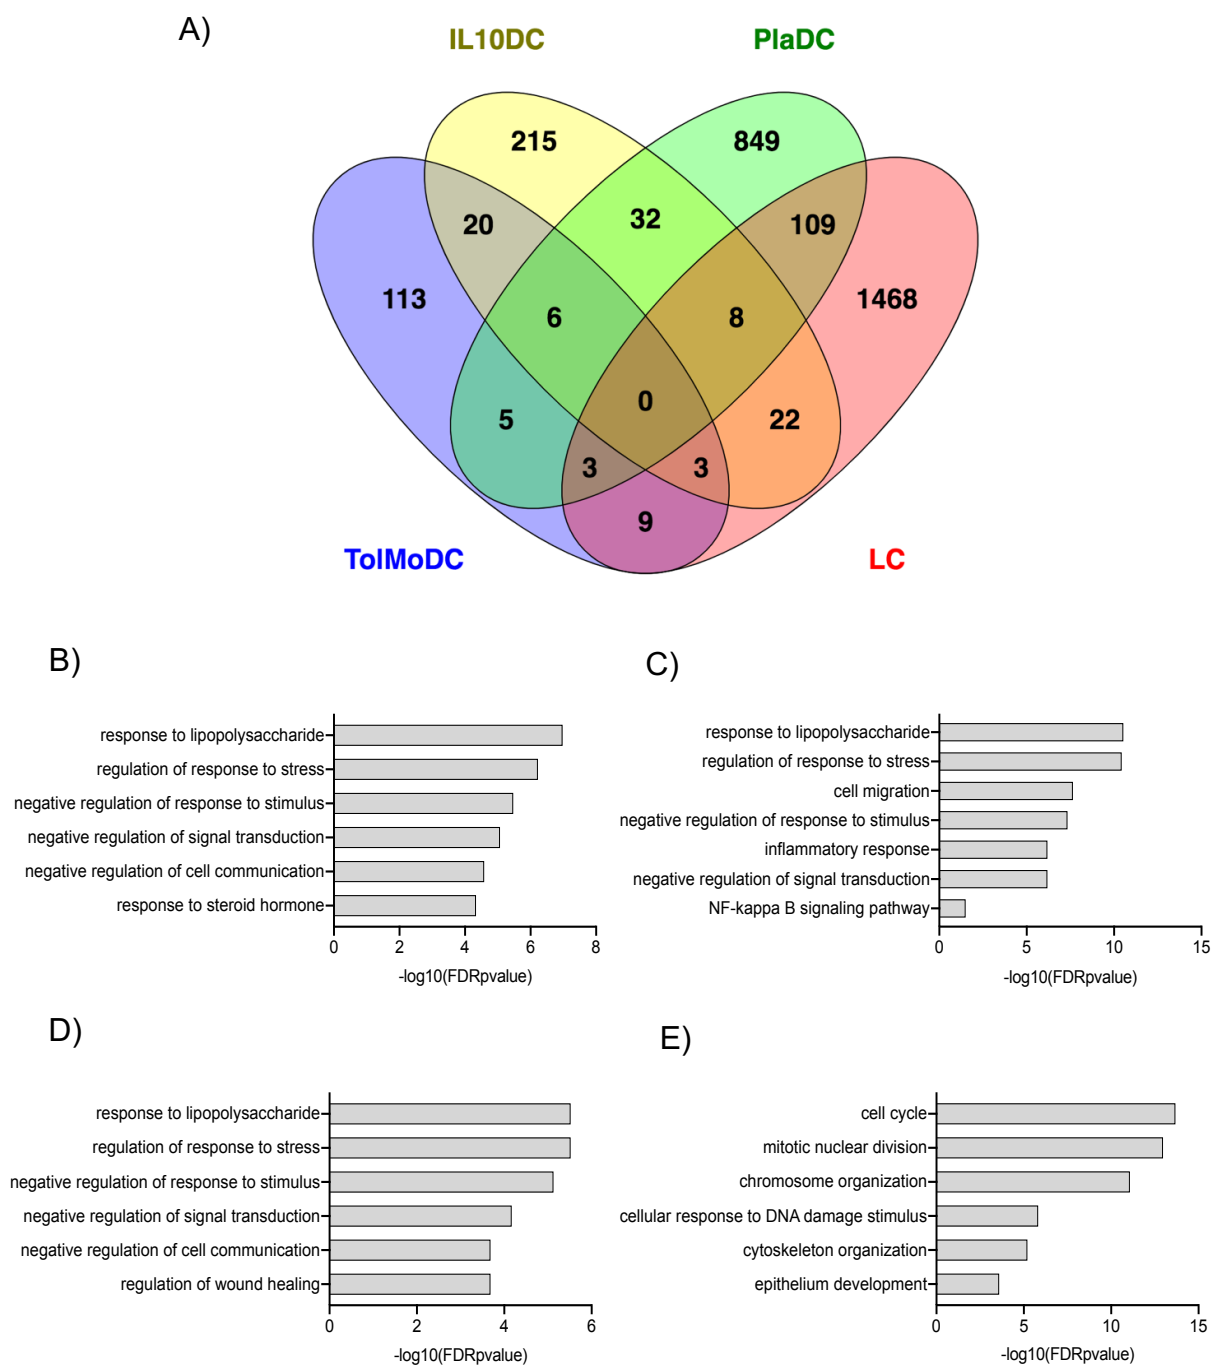 A)
IL10DC
PlaDC
215
849
20
32
109
113
6
8
1468
5
0
22
3
3
9
TolMoDC
LC
B)
response to lipopolysaccharide
regulation of response to stress
negative regulation of response to stimulus
negative regulation of signal transduction
negative regulation of cell communication
response to steroid hormone
0 2 4 6 8
-log10(FDRpvalue)
C)
response to lipopolysaccharide
regulation of response to stress
cell migration
negative regulation of response to stimulus
inflammatory response
negative regulation of signal transduction
NF-kappa B signaling pathway
0 5 10 15
-log10(FDRpvalue)
D)
response to lipopolysaccharide
regulation of response to stress
negative regulation of response to stimulus
negative regulation of signal transduction
negative regulation of cell communication
regulation of wound healing
0 2 4 6
-log10(FDRpvalue)
E)
cell cycle
mitotic nuclear division
chromosome organization
cellular response to DNA damage stimulus
cytoskeleton organization
epithelium development
0 5 10 15
-log10(FDRpvalue)